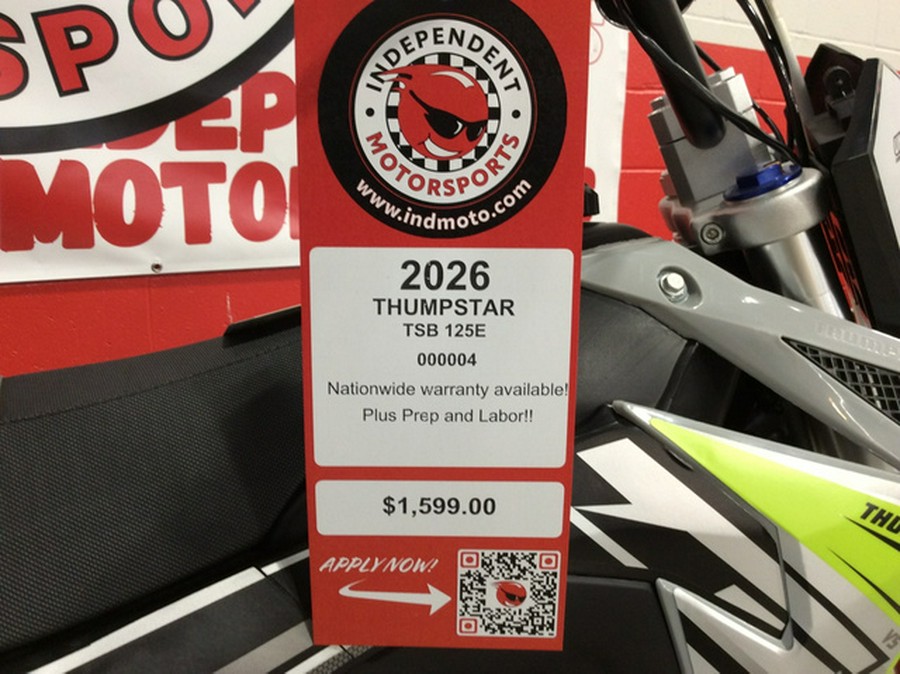 SPO
DEP
MOTO
INDEPENDENT
MOTORSPORTS
www.indmoto.com
2026
THUMPSTAR
TSB 125E
000004
Nationwide warranty available!
Plus Prep and Labor!!
$1,599.00
APPLY NOW!
THU